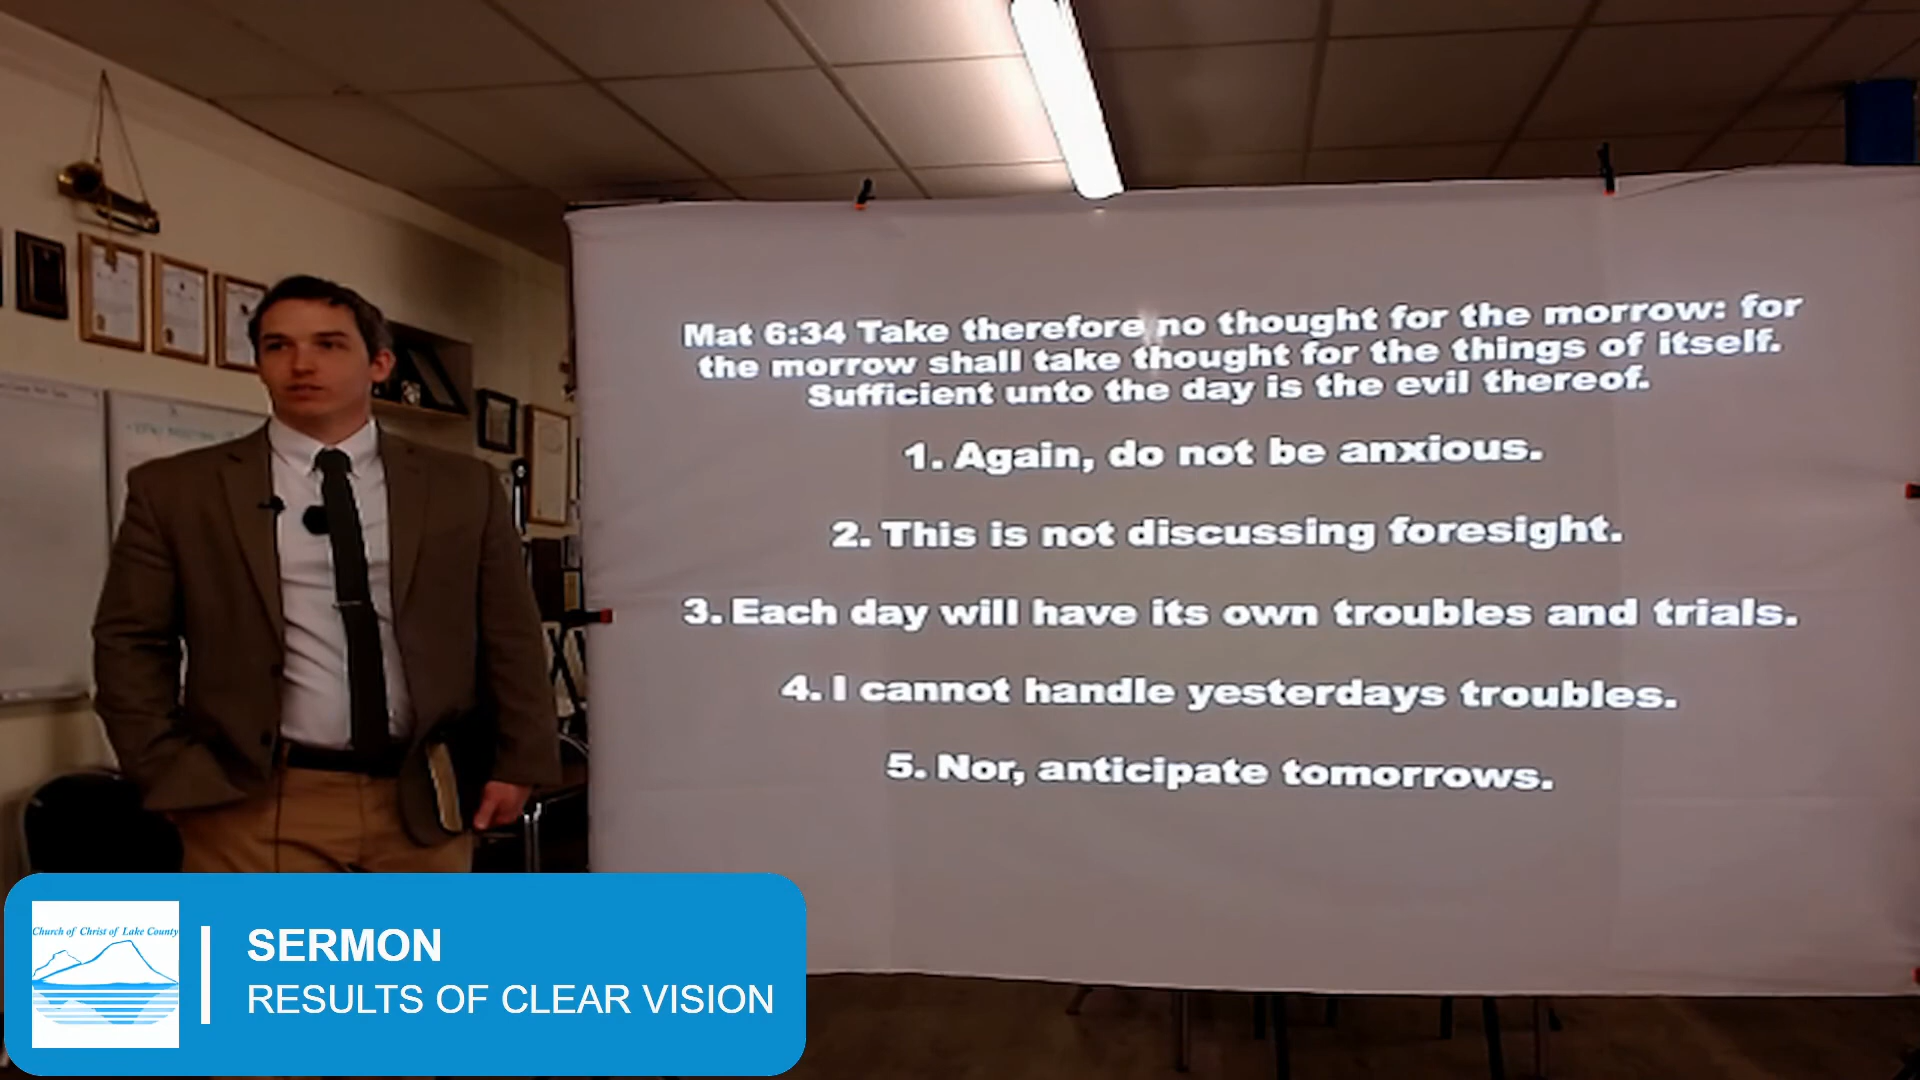 Mat 6:34 Take therefore no thought for the morrow: for
the morrow shall take thought for the things of itself.
Sufficient unto the day is the evil thereof.
1. Again, do not be anxious.
2. This is not discussing foresight.
3. Each day will have its own troubles and trials.
4. I cannot handle yesterdays troubles.
5. Nor, anticipate tomorrows.
Church of Christ of Lake County
SERMON
RESULTS OF CLEAR VISION